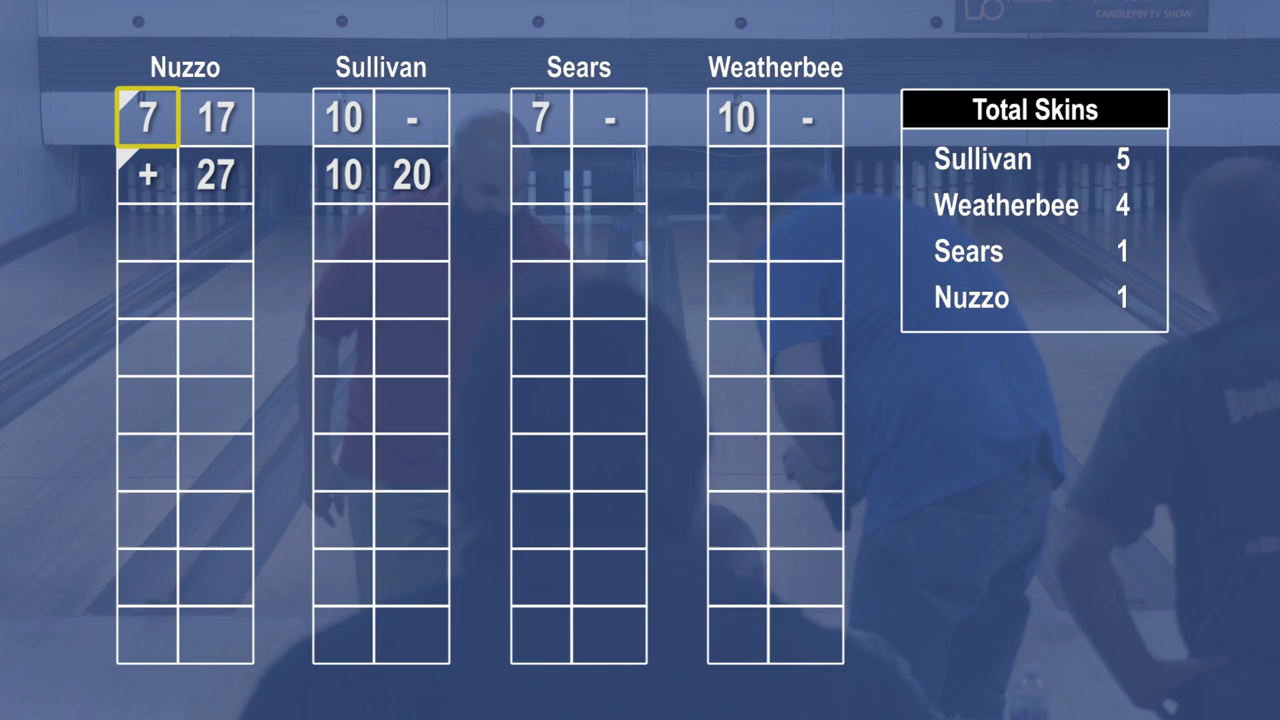 CANDLEPIN TV SHOW
Nuzzo Sullivan Sears Weatherbee
7 17 10 - 7 - 10 -
+ 27 10 20
Total Skins
Sullivan 5
Weatherbee 4
Sears 1
Nuzzo 1